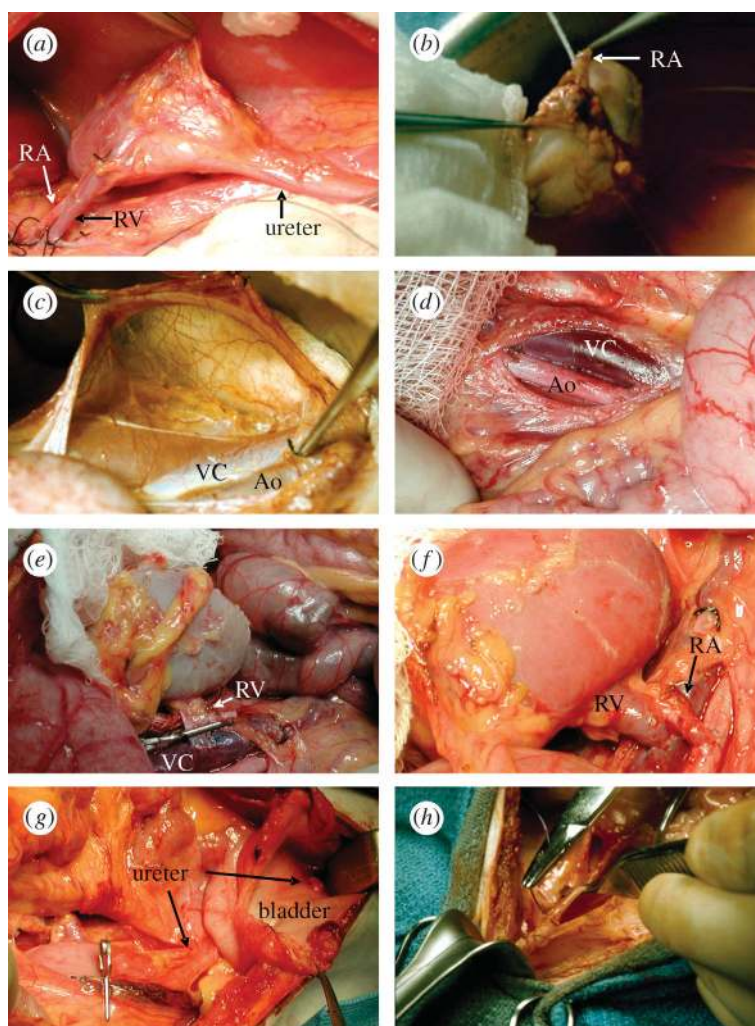 (a)
RA
RV
ureter
(b)
RA
(c)
VC
Ao
(d)
VC
Ao
(e)
RV
VC
(f)
RA
RV
(g)
ureter
bladder
(h)